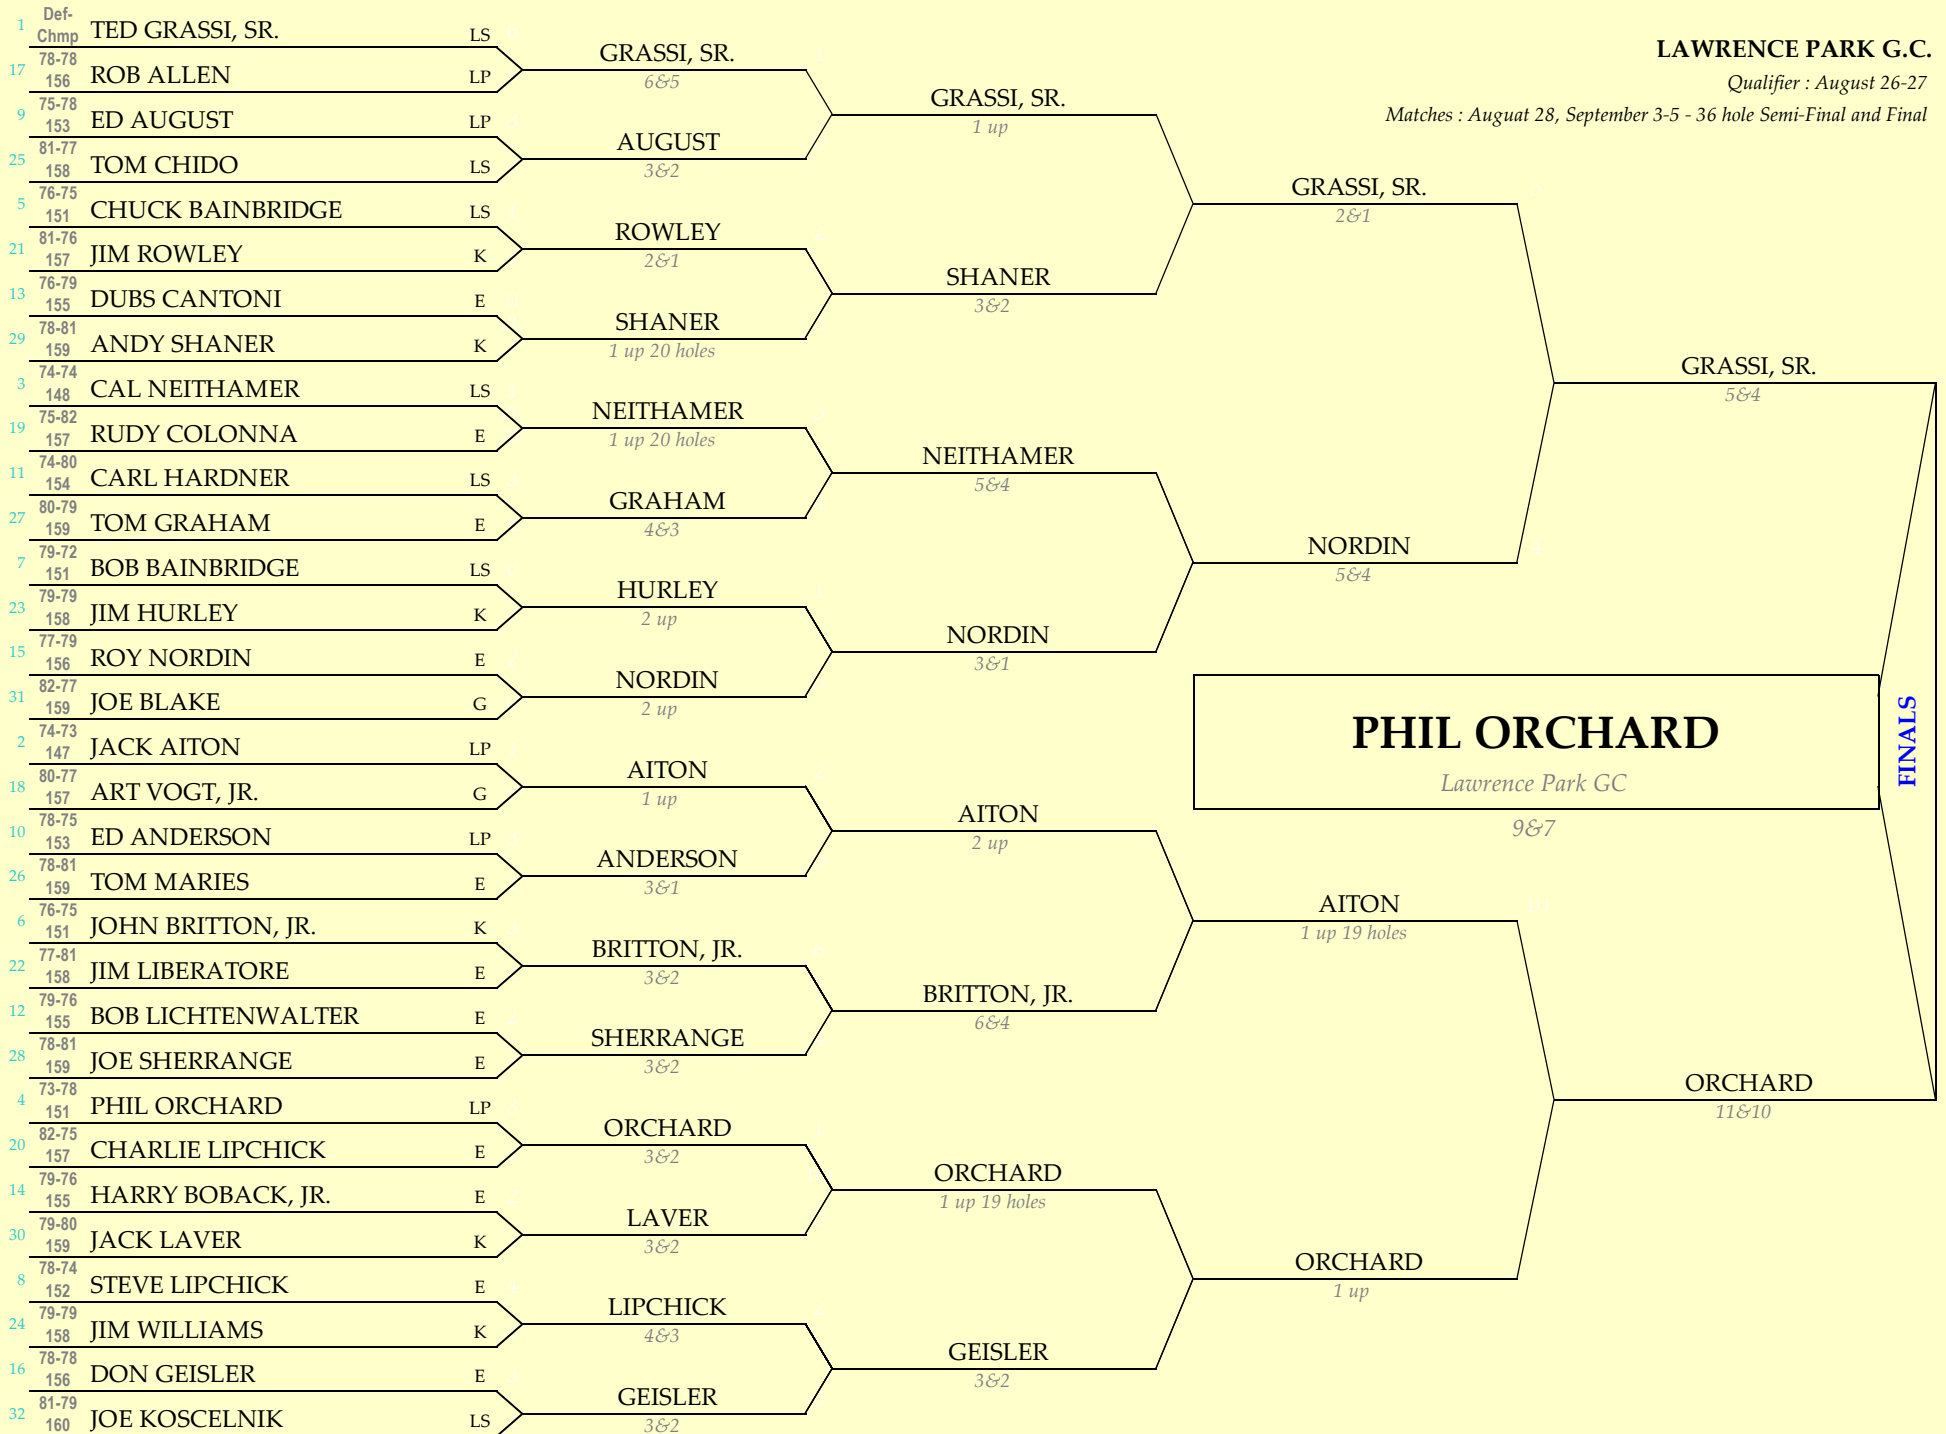 LAWRENCE PARK G.C.
Qualifier : August 26-27
Matches : Auguat 28, September 3-5 - 36 hole Semi-Final and Final
1 Def-Chmp TED GRASSI, SR. LS
17 78-78 156 ROB ALLEN LP
9 75-78 153 ED AUGUST LP
25 81-77 158 TOM CHIDO LS
5 76-75 151 CHUCK BAINBRIDGE LS
21 81-76 157 JIM ROWLEY K
13 76-79 155 DUBS CANTONI E
29 78-81 159 ANDY SHANER K
3 74-74 148 CAL NEITHAMER LS
19 75-82 157 RUDY COLONNA E
11 74-80 154 CARL HARDNER LS
27 80-79 159 TOM GRAHAM E
7 79-72 151 BOB BAINBRIDGE LS
23 79-79 158 JIM HURLEY K
15 77-79 156 ROY NORDIN E
31 82-77 159 JOE BLAKE G
2 74-73 147 JACK AITON LP
18 80-77 157 ART VOGT, JR. G
10 78-75 153 ED ANDERSON LP
26 78-81 159 TOM MARIES E
6 76-75 151 JOHN BRITTON, JR. K
22 77-81 158 JIM LIBERATORE E
12 79-76 155 BOB LICHTENWALTER E
28 78-81 159 JOE SHERRANGE E
4 73-78 151 PHIL ORCHARD LP
20 82-75 157 CHARLIE LIPCHICK E
14 79-76 155 HARRY BOBACK, JR. E
30 79-80 159 JACK LAVER K
8 78-74 152 STEVE LIPCHICK E
24 79-79 158 JIM WILLIAMS K
16 78-78 156 DON GEISLER E
32 81-79 160 JOE KOSCELNIK LS
GRASSI, SR.
6&5
AUGUST
3&2
ROWLEY
2&1
SHANER
1 up 20 holes
NEITHAMER
1 up 20 holes
GRAHAM
4&3
HURLEY
2 up
NORDIN
2 up
AITON
1 up
ANDERSON
3&1
BRITTON, JR.
3&2
SHERRANGE
3&2
ORCHARD
3&2
LAVER
3&2
LIPCHICK
4&3
GEISLER
3&2
GRASSI, SR.
1 up
SHANER
3&2
NEITHAMER
5&4
NORDIN
3&1
AITON
2 up
BRITTON, JR.
6&4
ORCHARD
1 up 19 holes
GEISLER
3&2
GRASSI, SR.
2&1
NORDIN
5&4
AITON
1 up 19 holes
ORCHARD
1 up
GRASSI, SR.
5&4
ORCHARD
11&10
PHIL ORCHARD
Lawrence Park GC
9&7
FINALS